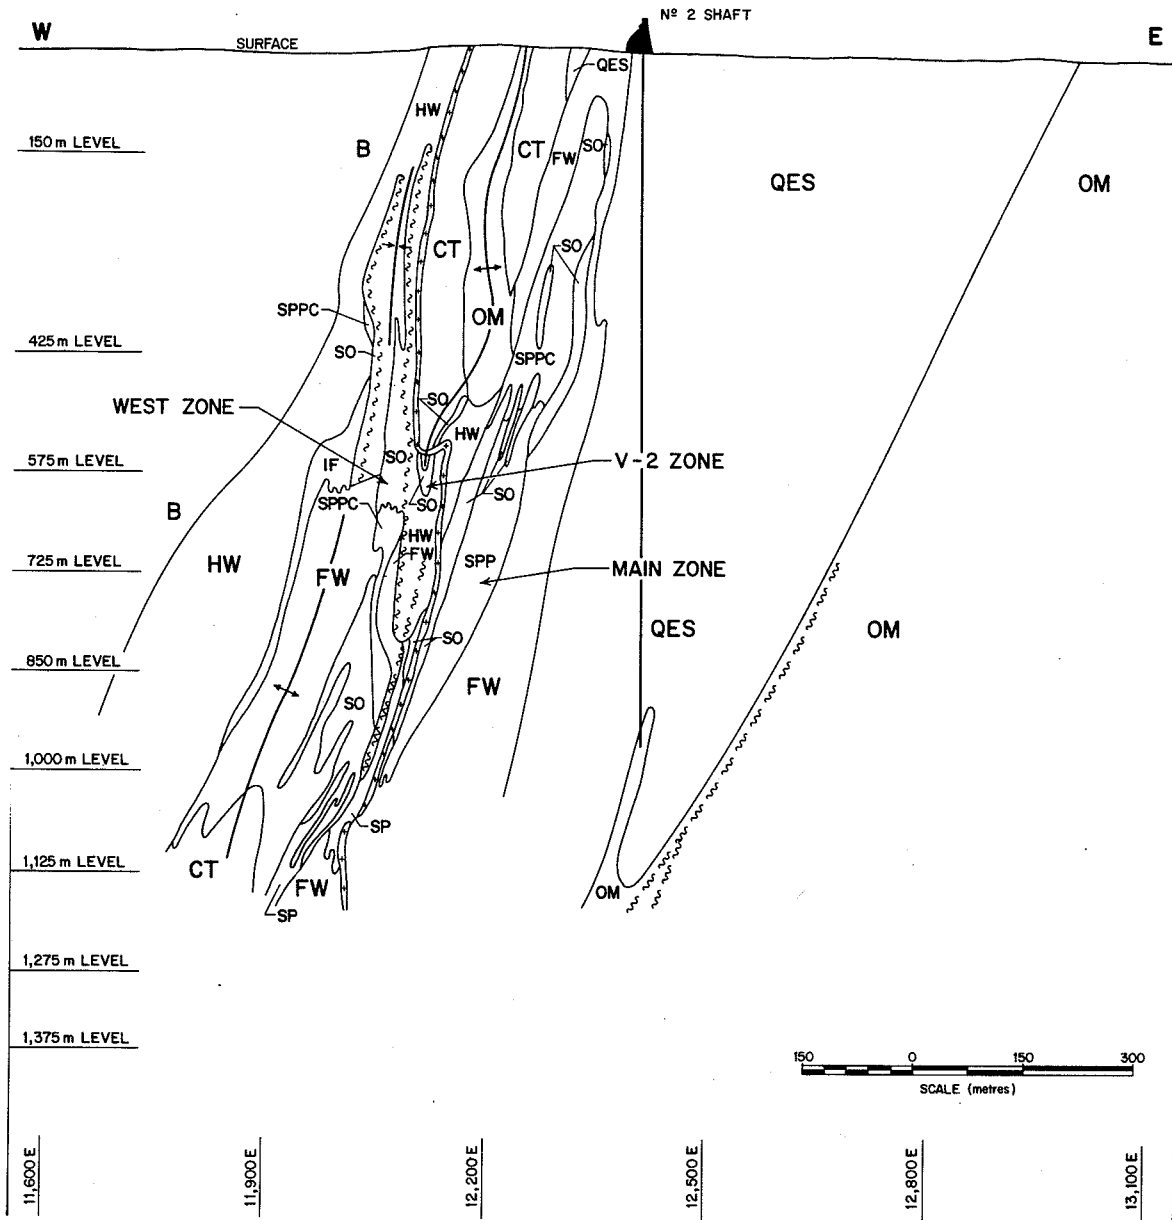 Nº 2 SHAFT
W
E
SURFACE
QES
HW
150 m LEVEL
B
CT
FW
SO
QES
OM
CT
SO
SPPC
OM
425 m LEVEL
SO
SPPC
WEST ZONE
SO
HW
575 m LEVEL
IF
SO
V-2 ZONE
SPPC
SO
SO
B
HW
FW
725 m LEVEL
HW
FW
SPP
MAIN ZONE
QES
OM
SO
850 m LEVEL
FW
SO
1,000 m LEVEL
SP
1,125 m LEVEL
CT
FW
OM
SP
1,275 m LEVEL
1,375 m LEVEL
150 0 150 300
SCALE (metres)
11,600 E
11,900 E
12,200 E
12,500 E
12,800 E
13,100 E